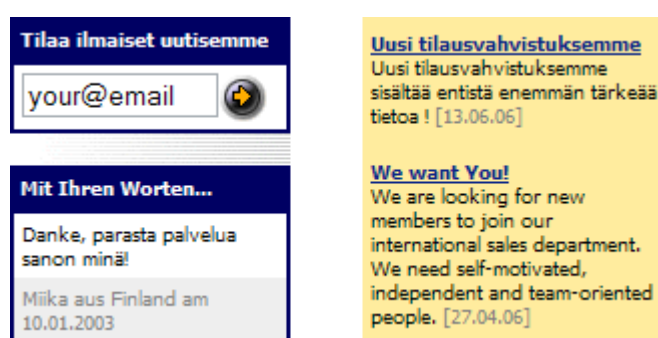 Tilaa ilmaiset uutisemme
your@email
Mit Ihren Worten...
Danke, parasta palvelua
sanon minä!
Miika aus Finland am
10.01.2003
Uusi tilausvahvistuksemme
Uusi tilausvahvistuksemme
sisältää entistä enemmän tärkeää
tietoa ! [13.06.06]
We want You!
We are looking for new
members to join our
international sales department.
We need self-motivated,
independent and team-oriented
people. [27.04.06]